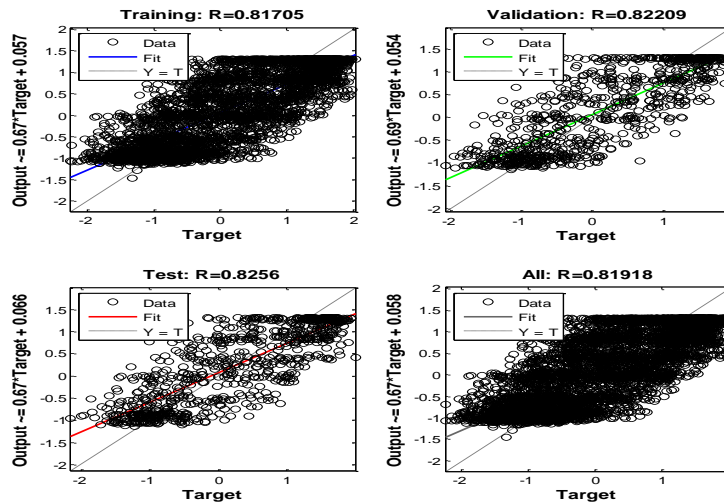 Training: R=0.81705
Output ~= 0.67*Target + 0.057
2
1.5
1
0.5
0
-0.5
-1
-1.5
-2
Data
Fit
Y = T
-2
-1
0
1
2
Target
Validation: R=0.82209
Output ~= 0.69*Target + 0.054
2
1.5
1
0.5
0
-0.5
-1
-1.5
-2
Data
Fit
Y = T
-2
-1
0
1
Target
Test: R=0.8256
Output ~= 0.67*Target + 0.066
1.5
1
0.5
0
-0.5
-1
-1.5
-2
Data
Fit
Y = T
-2
-1
0
1
Target
All: R=0.81918
Output ~= 0.67*Target + 0.058
1.5
1
0.5
0
-0.5
-1
-1.5
-2
Data
Fit
Y = T
-2
-1
0
1
Target